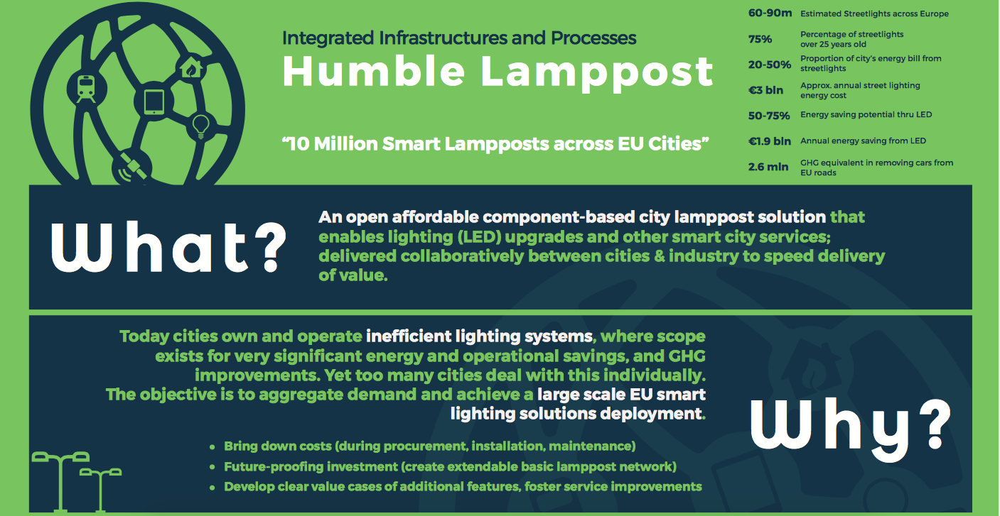 Integrated Infrastructures and Processes
Humble Lamppost
“10 Million Smart Lampposts across EU Cities”
60-90m Estimated Streetlights across Europe
75% Percentage of streetlights
over 25 years old
20-50% Proportion of city's energy bill from
streetlights
€3 bln Approx. annual street lighting
energy cost
50-75% Energy saving potential thru LED
€1.9 bln Annual energy saving from LED
2.6 mln GHG equivalent in removing cars from
EU roads
What?
An open affordable component-based city lamppost solution that
enables lighting (LED) upgrades and other smart city services;
delivered collaboratively between cities & industry to speed delivery
of value.
Today cities own and operate inefficient lighting systems, where scope
exists for very significant energy and operational savings, and GHG
improvements. Yet too many cities deal with this individually.
The objective is to aggregate demand and achieve a large scale EU smart
lighting solutions deployment.
Why?
• Bring down costs (during procurement, installation, maintenance)
• Future-proofing investment (create extendable basic lamppost network)
• Develop clear value cases of additional features, foster service improvements